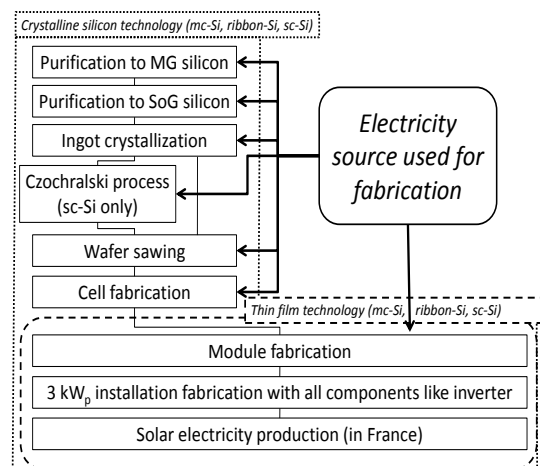 Crystalline silicon technology (mc-Si, ribbon-Si, sc-Si)
Purification to MG silicon
Purification to SoG silicon
Ingot crystallization
Czochralski process
(sc-Si only)
Wafer sawing
Cell fabrication
Electricity
source used for
fabrication
Thin film technology (mc-Si, ribbon-Si, sc-Si)
Module fabrication
3 kWp installation fabrication with all components like inverter
Solar electricity production (in France)